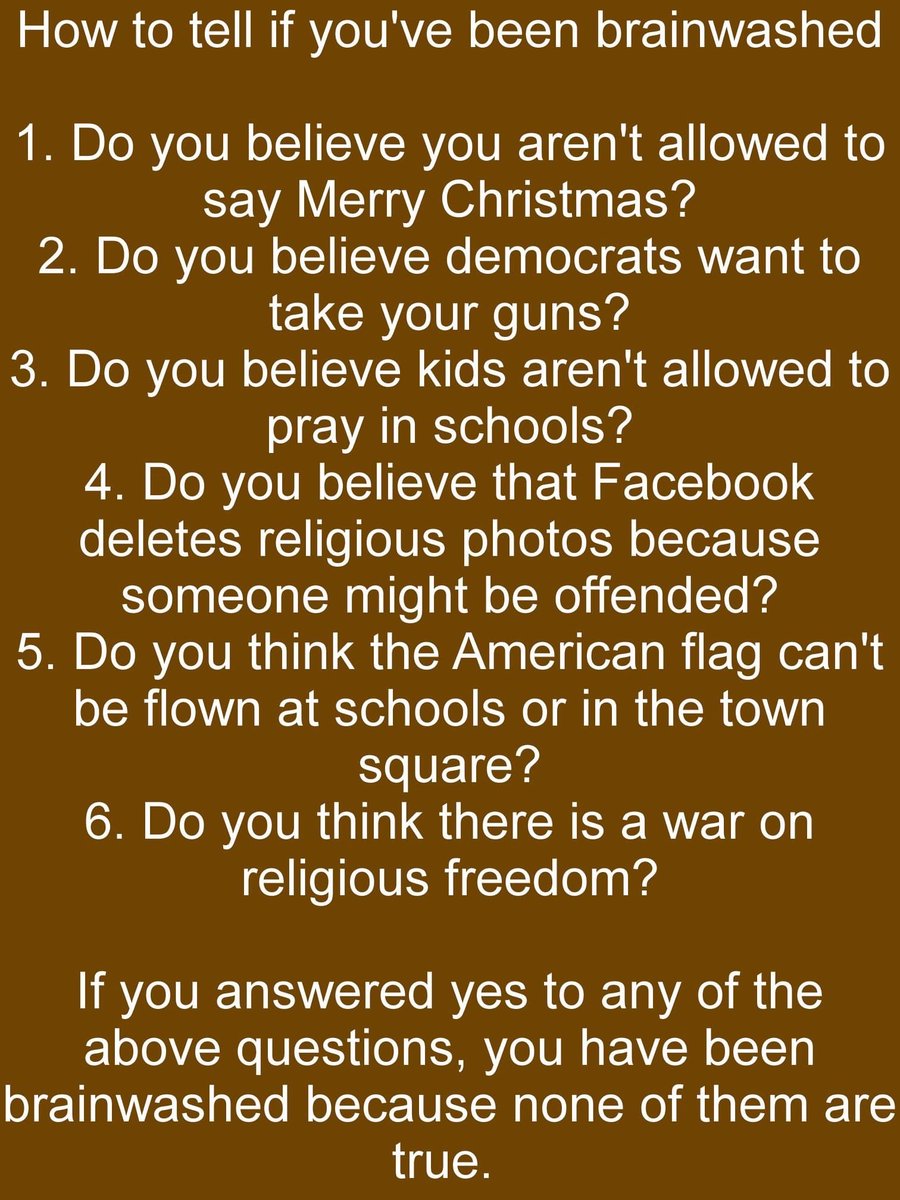 How to tell if you've been brainwashed
1. Do you believe you aren't allowed to
say Merry Christmas?
2. Do you believe democrats want to
take your guns?
3. Do you believe kids aren't allowed to
pray in schools?
4. Do you believe that Facebook
deletes religious photos because
someone might be offended?
5. Do you think the American flag can't
be flown at schools or in the town
square?
6. Do you think there is a war on
religious freedom?
If you answered yes to any of the
above questions, you have been
brainwashed because none of them are
true.